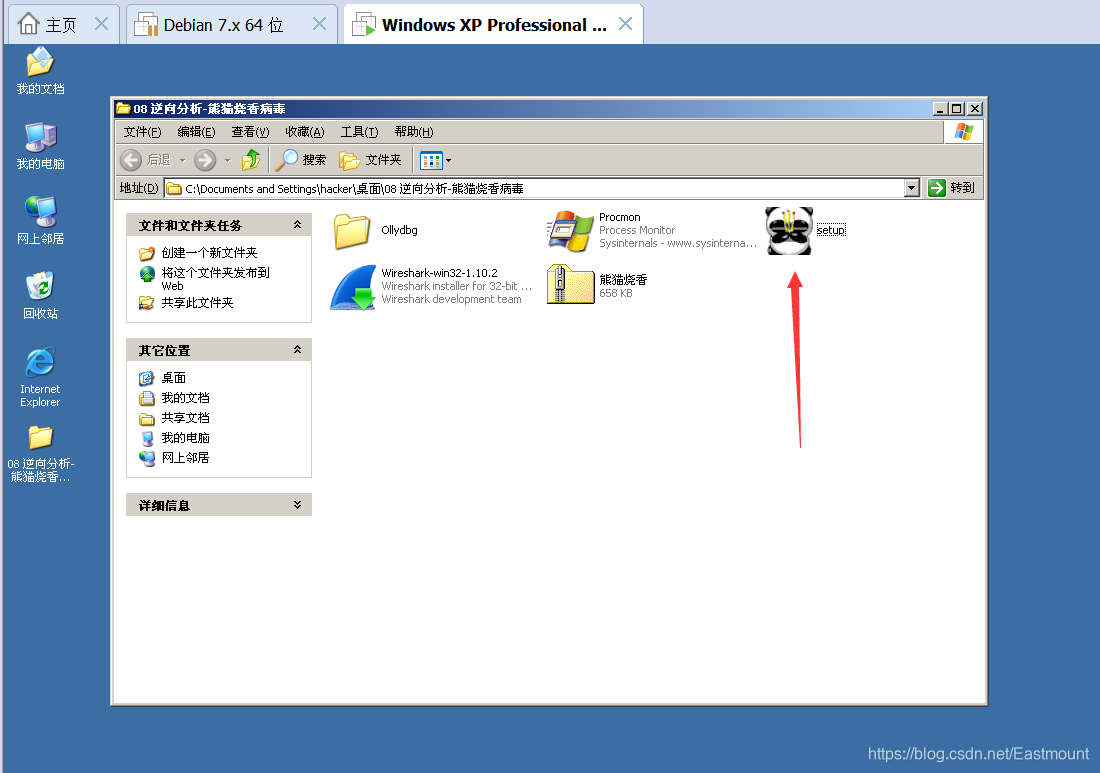 主页
Debian 7.x 64 位
Windows XP Professional ...
我的文档
我的电脑
网上邻居
回收站
Internet
Explorer
08 逆向分析-
熊猫烧香...
08 逆向分析-熊猫烧香病毒
文件(F) 编辑(E) 查看(V) 收藏(A) 工具(T) 帮助(H)
后退 搜索 文件夹
地址(D) C:\Documents and Settings\hacker\桌面\08 逆向分析-熊猫烧香病毒 转到
文件和文件夹任务
创建一个新文件夹
将这个文件夹发布到
Web
共享此文件夹
其它位置
桌面
我的文档
共享文档
我的电脑
网上邻居
详细信息
Ollydbg
Procmon
Process Monitor
Sysinternals - www.sysinterna...
setup
Wireshark-win32-1.10.2
Wireshark installer for 32-bit ...
Wireshark development team
熊猫烧香
658 KB
https://blog.csdn.net/Eastmount